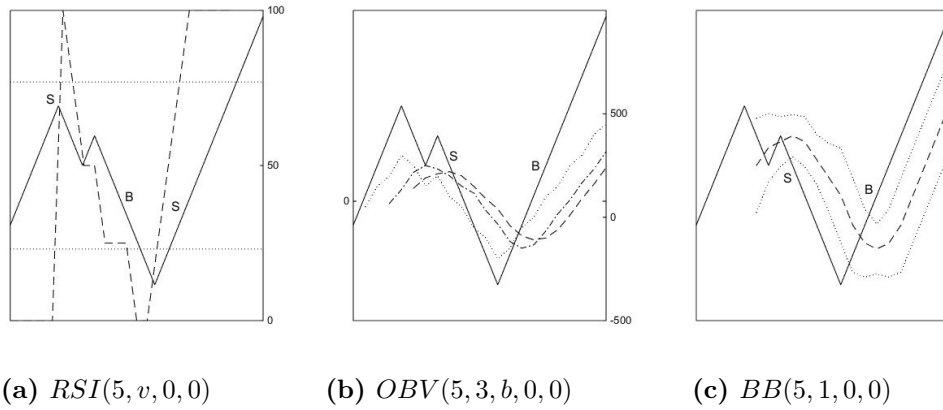 100
S
50
B
S
0
500
S
B
0
0
-500
S
B
(a) RSI(5, v, 0, 0)
(b) OBV(5, 3, b, 0, 0)
(c) BB(5, 1, 0, 0)